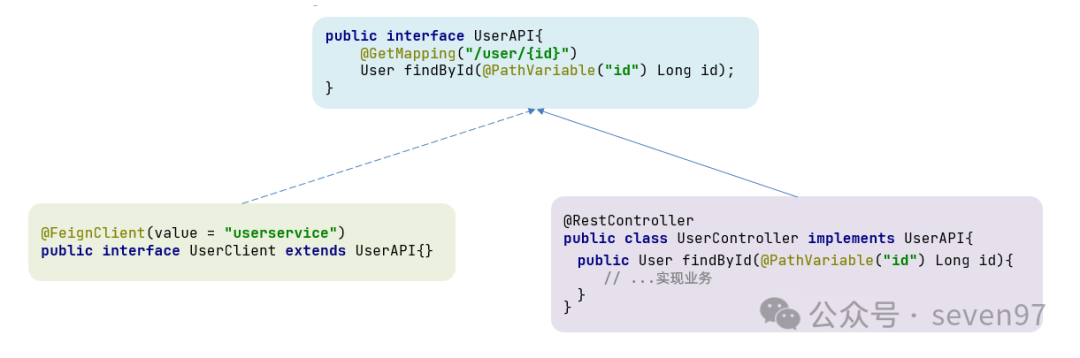 public interface UserAPI{
@GetMapping("/user/{id}")
User findById(@PathVariable("id") Long id);
}
@FeignClient(value = "userservice")
public interface UserClient extends UserAPI{}
@RestController
public class UserController implements UserAPI{
public User findById(@PathVariable("id") Long id){
// ...实现业务
}
}
公众号 · seven97